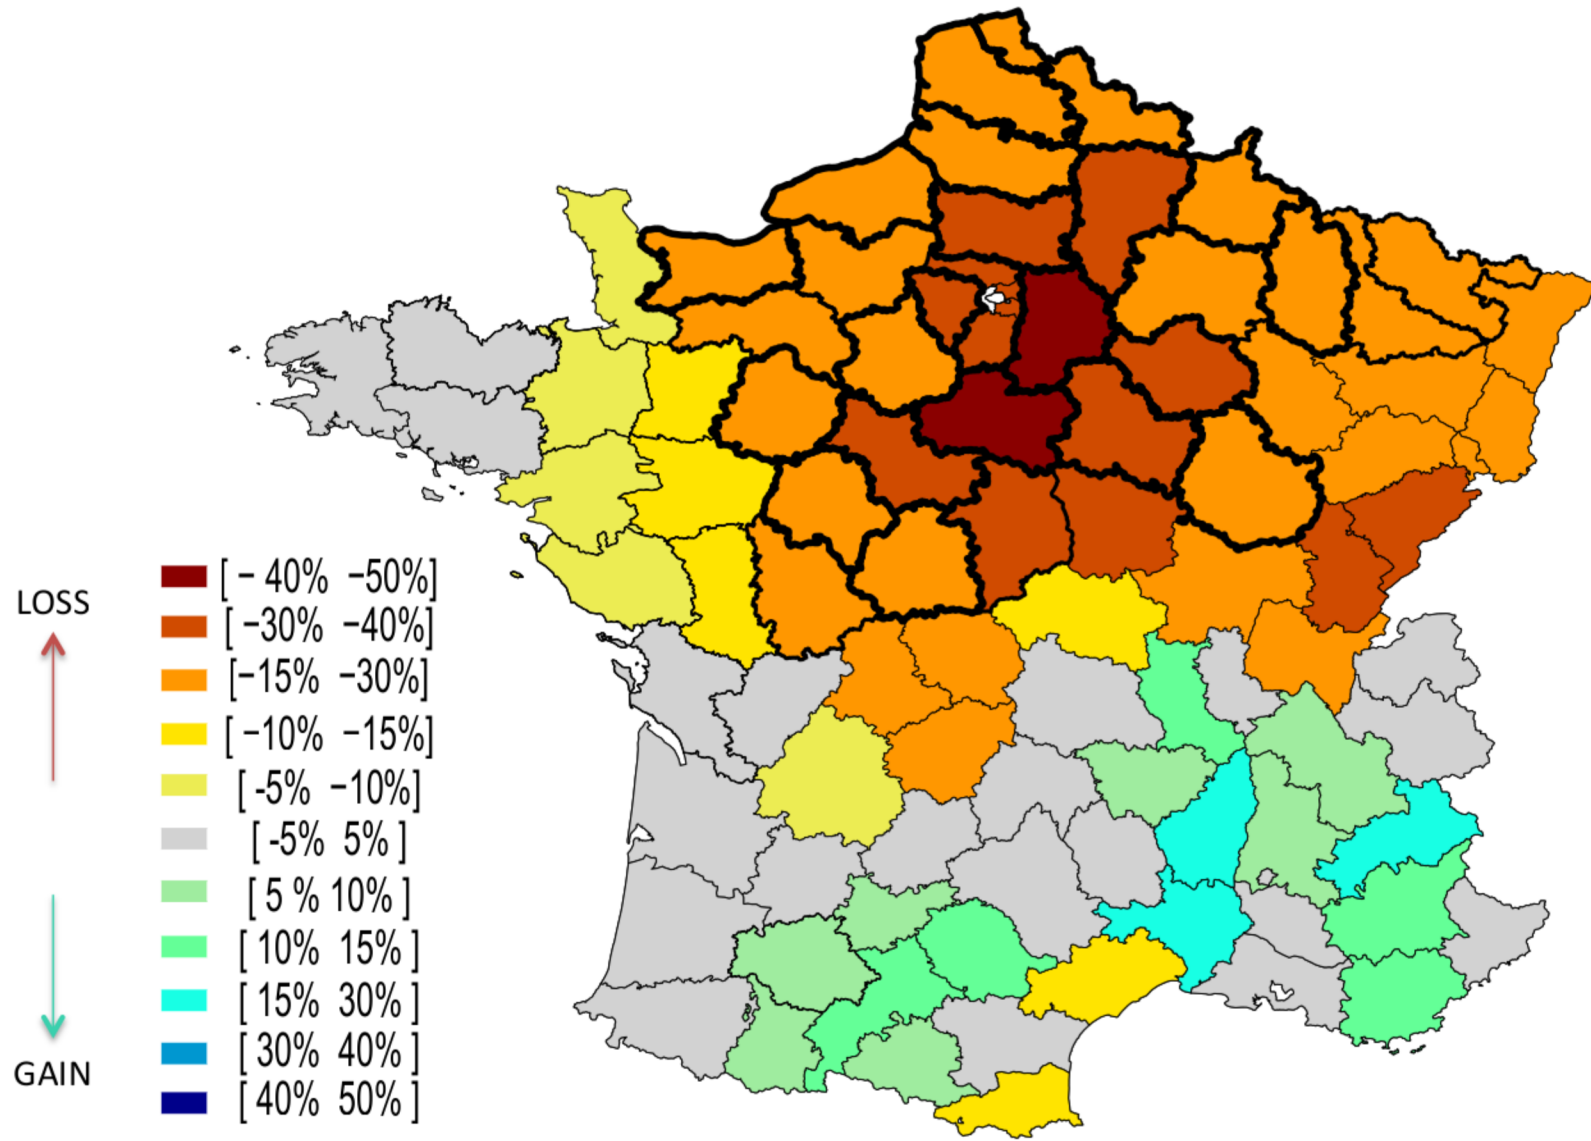 LOSS
[ − 40% −50%]
[ −30% −40%]
[−15% −30%]
[ −10% −15%]
[ -5% −10%]
[ -5% 5% ]
[ 5 % 10% ]
[ 10% 15% ]
[ 15% 30% ]
[ 30% 40% ]
[ 40% 50% ]
GAIN